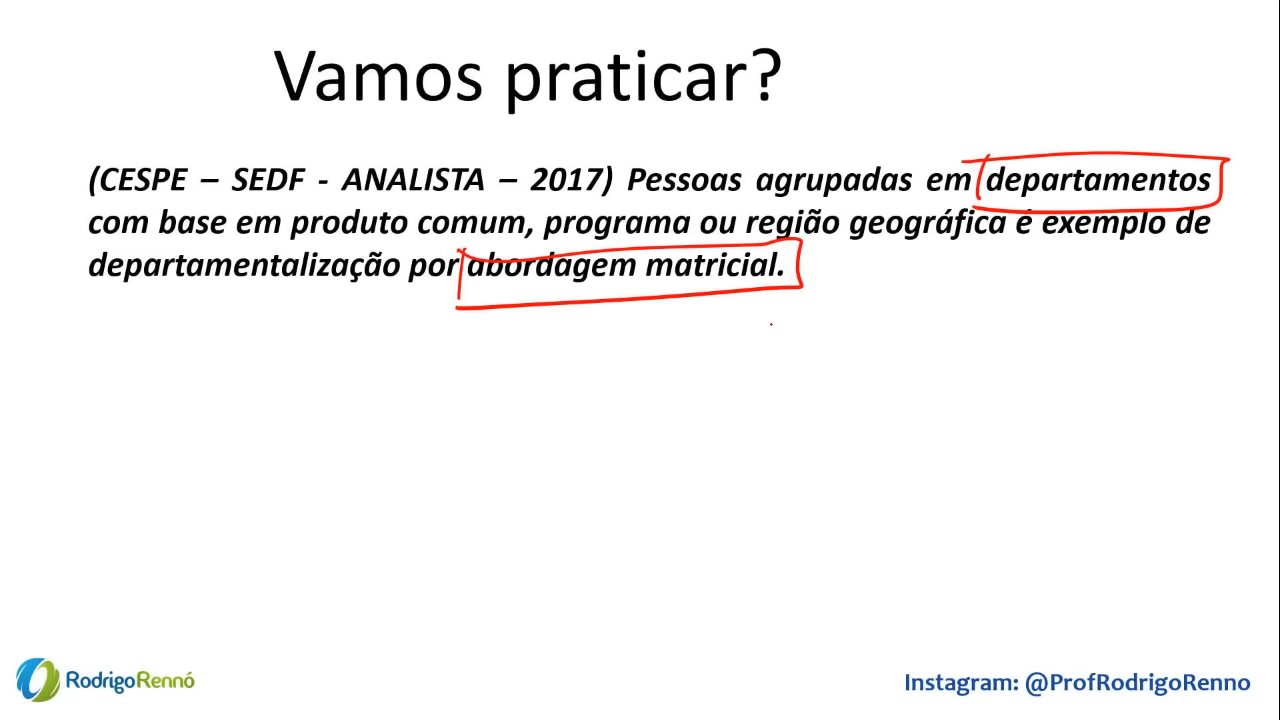 Vamos praticar?
(CESPE – SEDF - ANALISTA – 2017) Pessoas agrupadas em departamentos
com base em produto comum, programa ou região geográfica é exemplo de
departamentalização por abordagem matricial.
RodrigoRennó
Instagram: @ProfRodrigoRenno